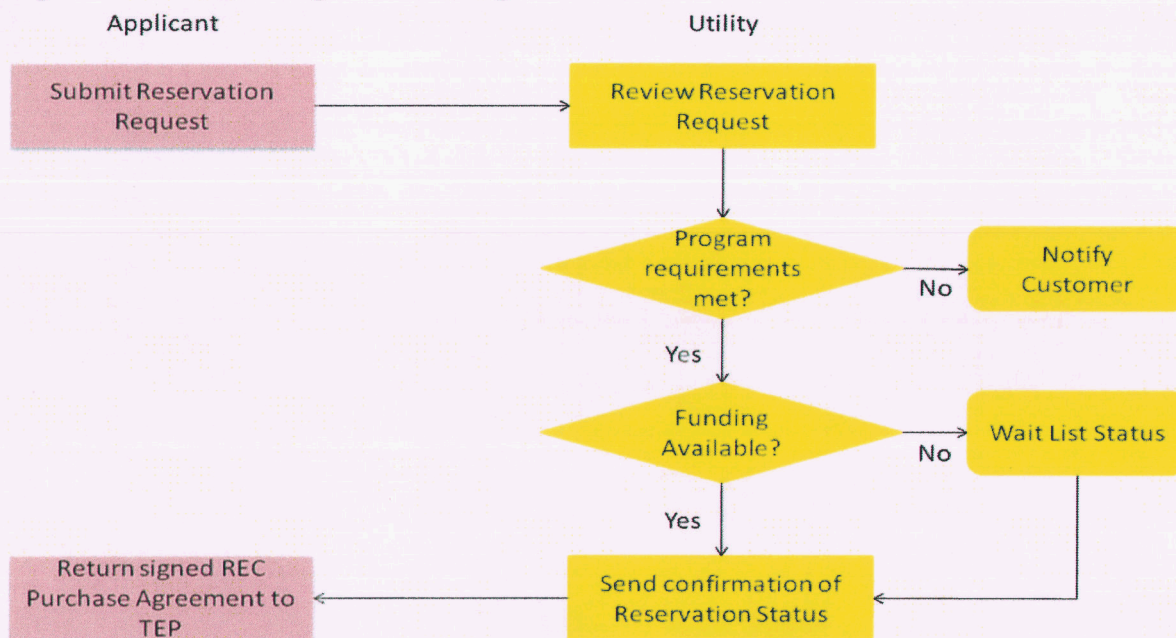 Applicant
Utility
Submit Reservation
Request
Review Reservation
Request
Program
requirements
met?
No
Notify
Customer
Yes
Funding
Available?
No
Wait List Status
Yes
Return signed REC
Purchase Agreement to
TEP
Send confirmation of
Reservation Status